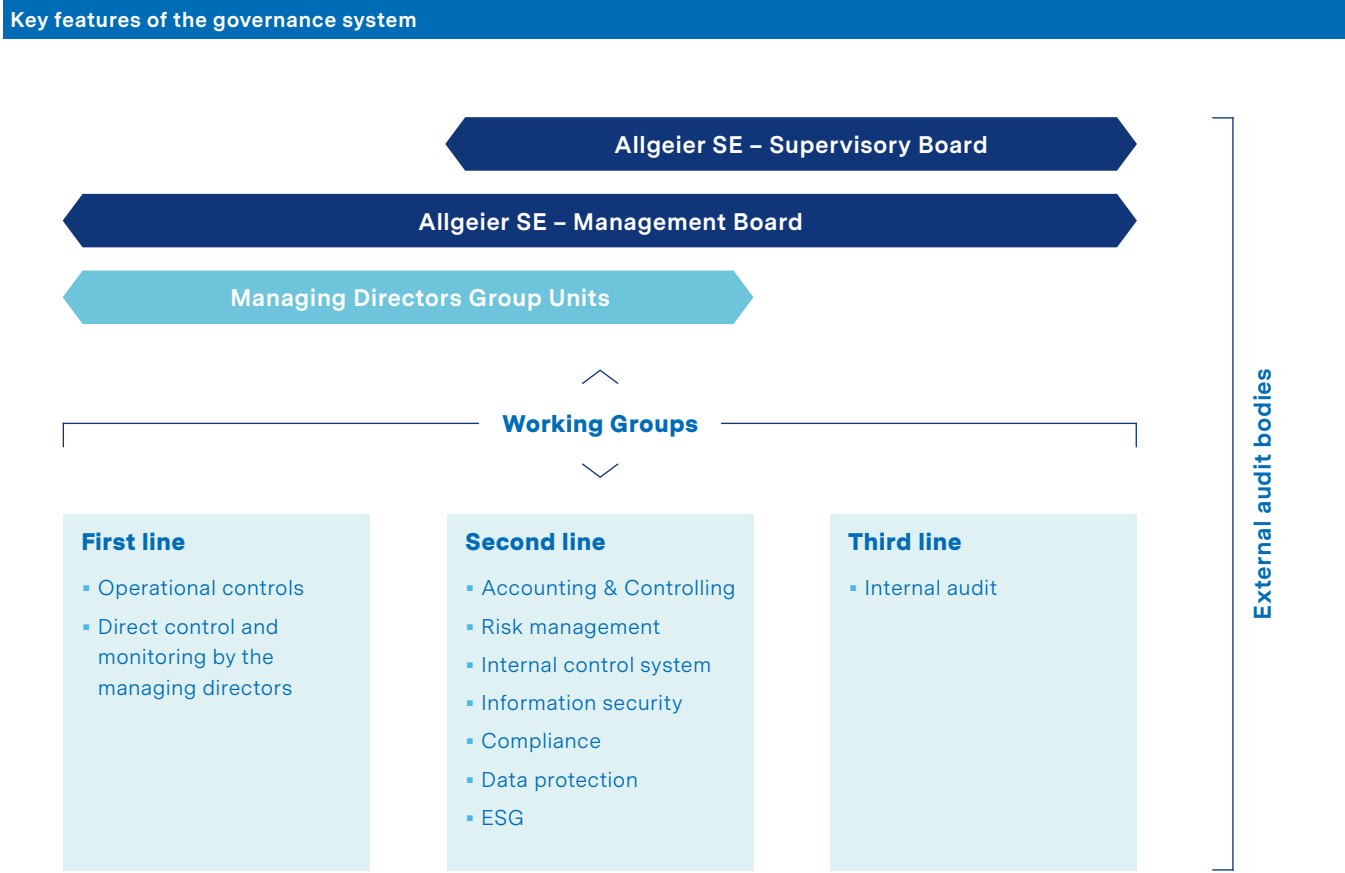 Key features of the governance system
Allgeier SE – Supervisory Board
Allgeier SE – Management Board
Managing Directors Group Units
Working Groups
First line
▪ Operational controls
▪ Direct control and
monitoring by the
managing directors
Second line
▪ Accounting & Controlling
▪ Risk management
▪ Internal control system
▪ Information security
▪ Compliance
▪ Data protection
▪ ESG
Third line
▪ Internal audit
External audit bodies